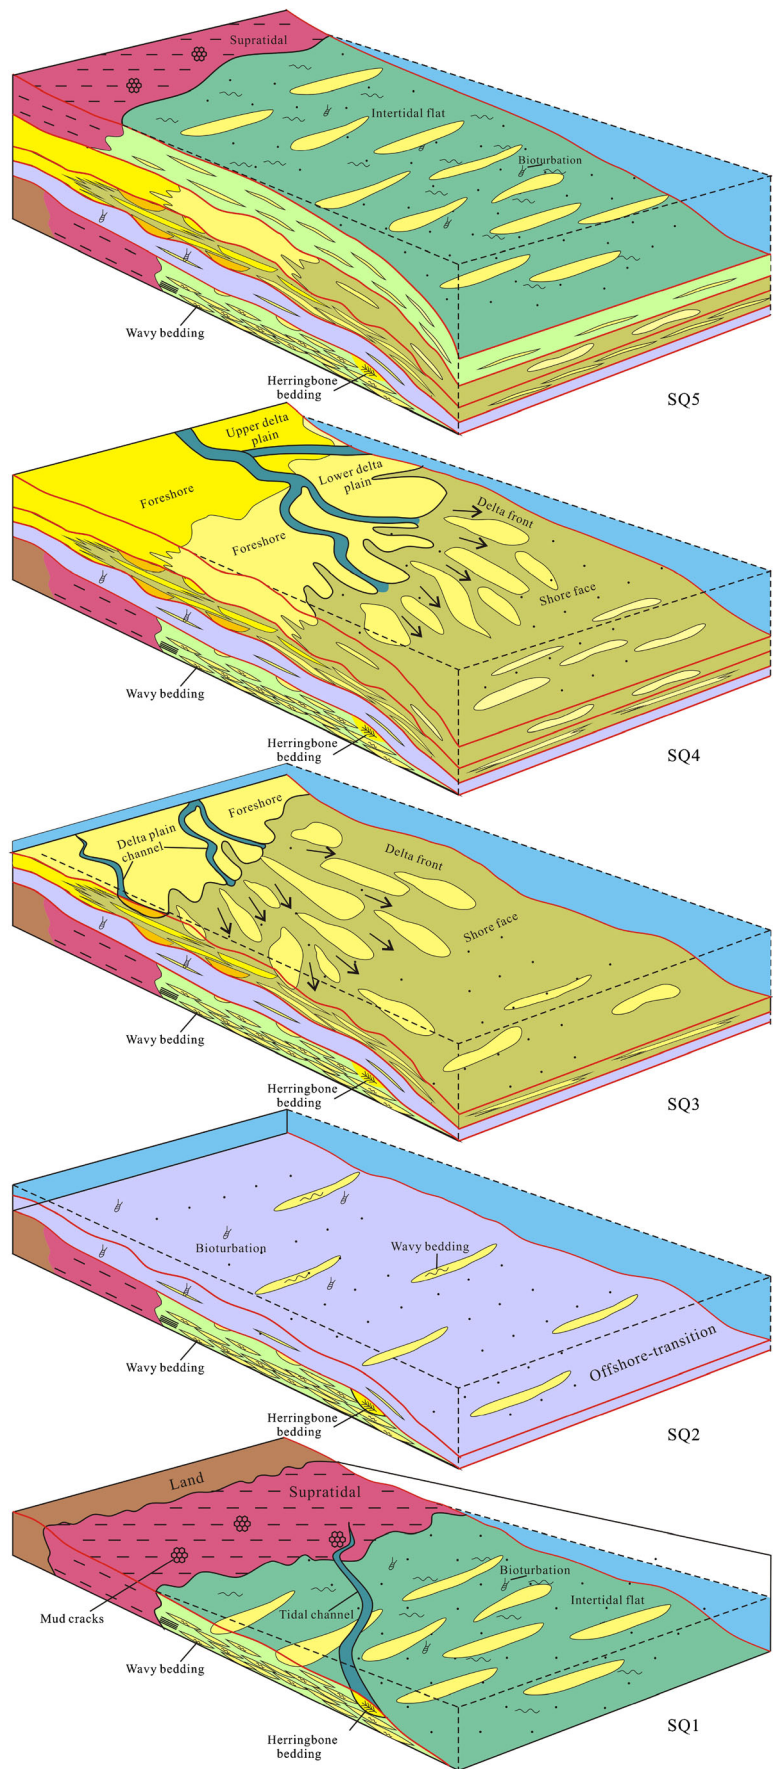 Supratidal
Intertidal flat
Bioturbation
Wavy bedding
Herringbone
bedding
SQ5
Upper delta
plain
Lower delta
plain
Foreshore
Delta front
Foreshore
Shore face
Wavy bedding
Herringbone
bedding
SQ4
Foreshore
Delta plain
channel
Delta front
Shore face
Wavy bedding
Herringbone
bedding
SQ3
Bioturbation
Wavy bedding
Offshore-transition
Wavy bedding
Herringbone
bedding
SQ2
Land
Supratidal
Bioturbation
Intertidal flat
Tidal channel
Mud cracks
Wavy bedding
Herringbone
bedding
SQ1